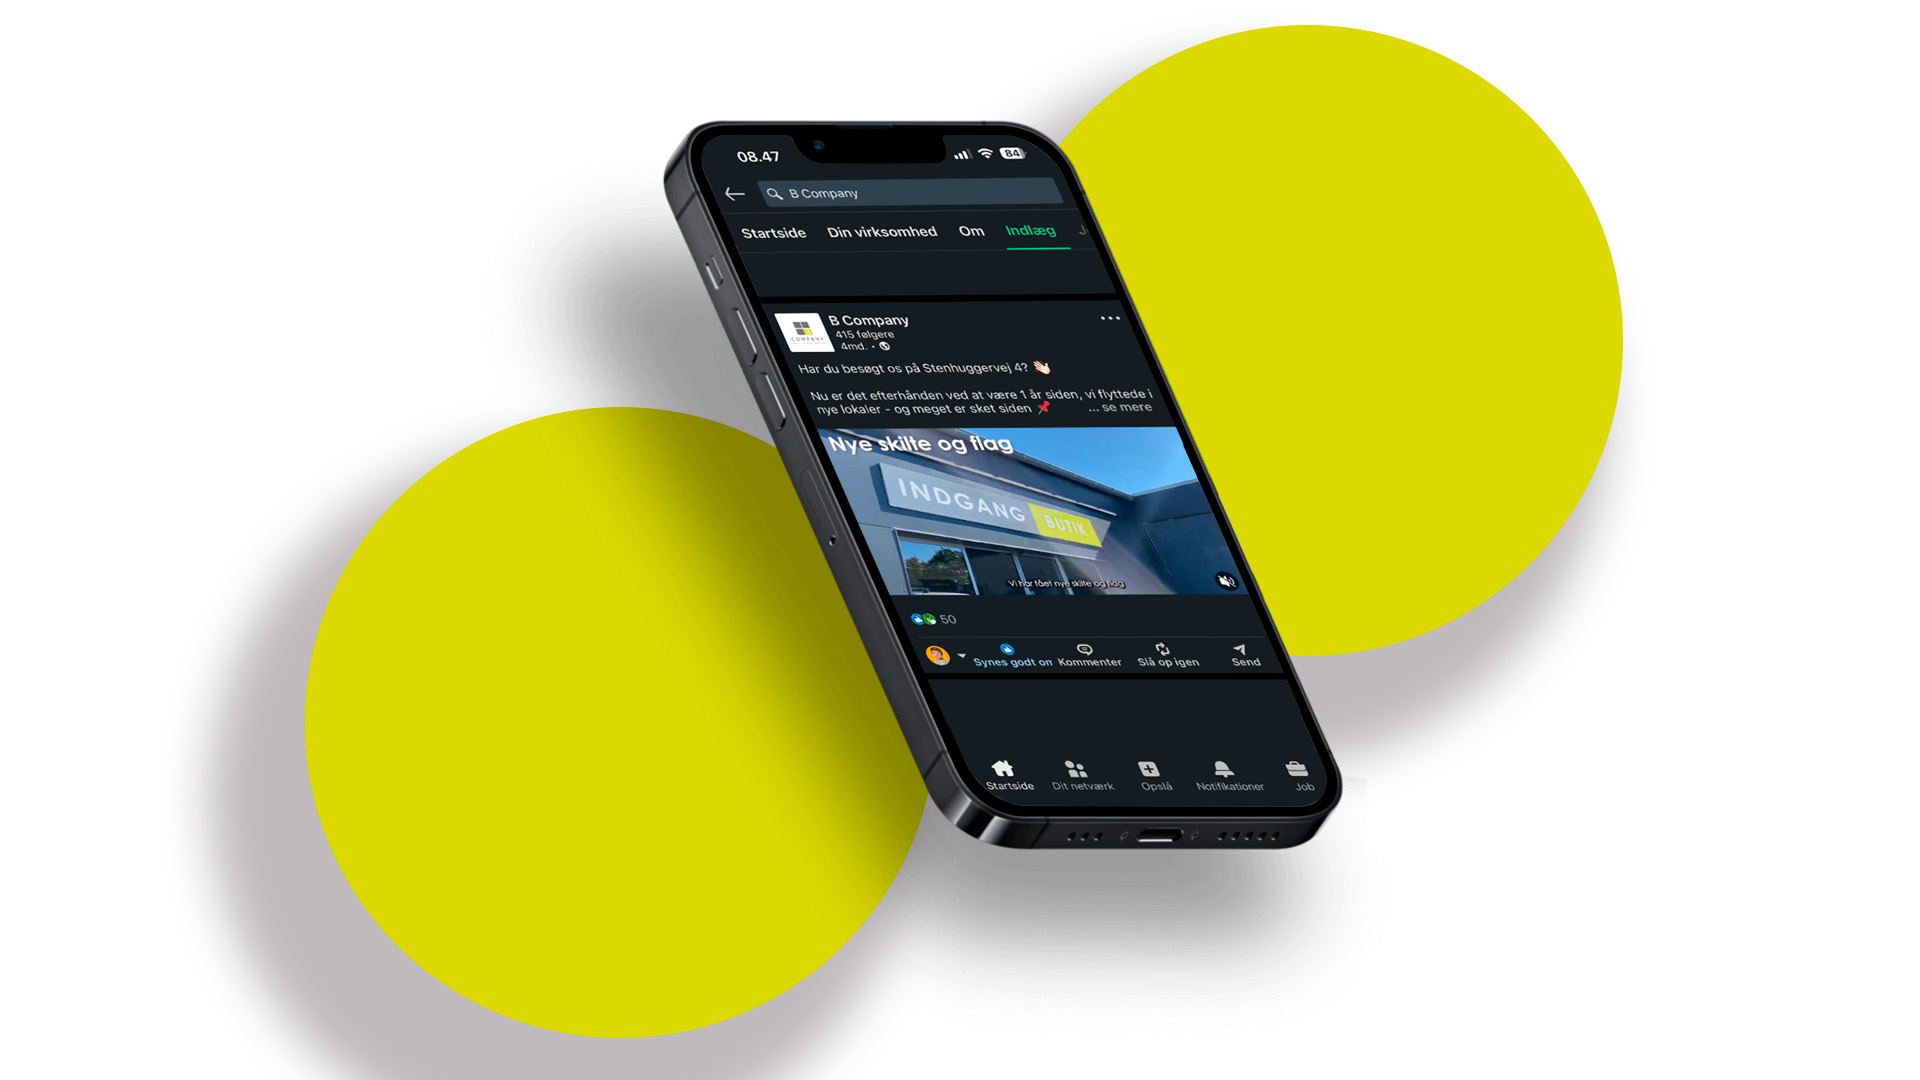 08.47
84
B Company
Startside Din virksomhed Om Indlæg J
COMPANY
B Company
415 følgere
4md. •
Har du besøgt os på Stenhuggervej 4? 👋🏻
Nu er det efterhånden ved at være 1 år siden, vi flyttede i
nye lokaler - og meget er sket siden 📌 ... se mere
Nye skilte og flag
INDGANG BUTIK
Vi har fået nye skilte og flag
50
Synes godt om Kommenter Slå op igen Send
Startside Dit netværk Opslå Notifikationer Job